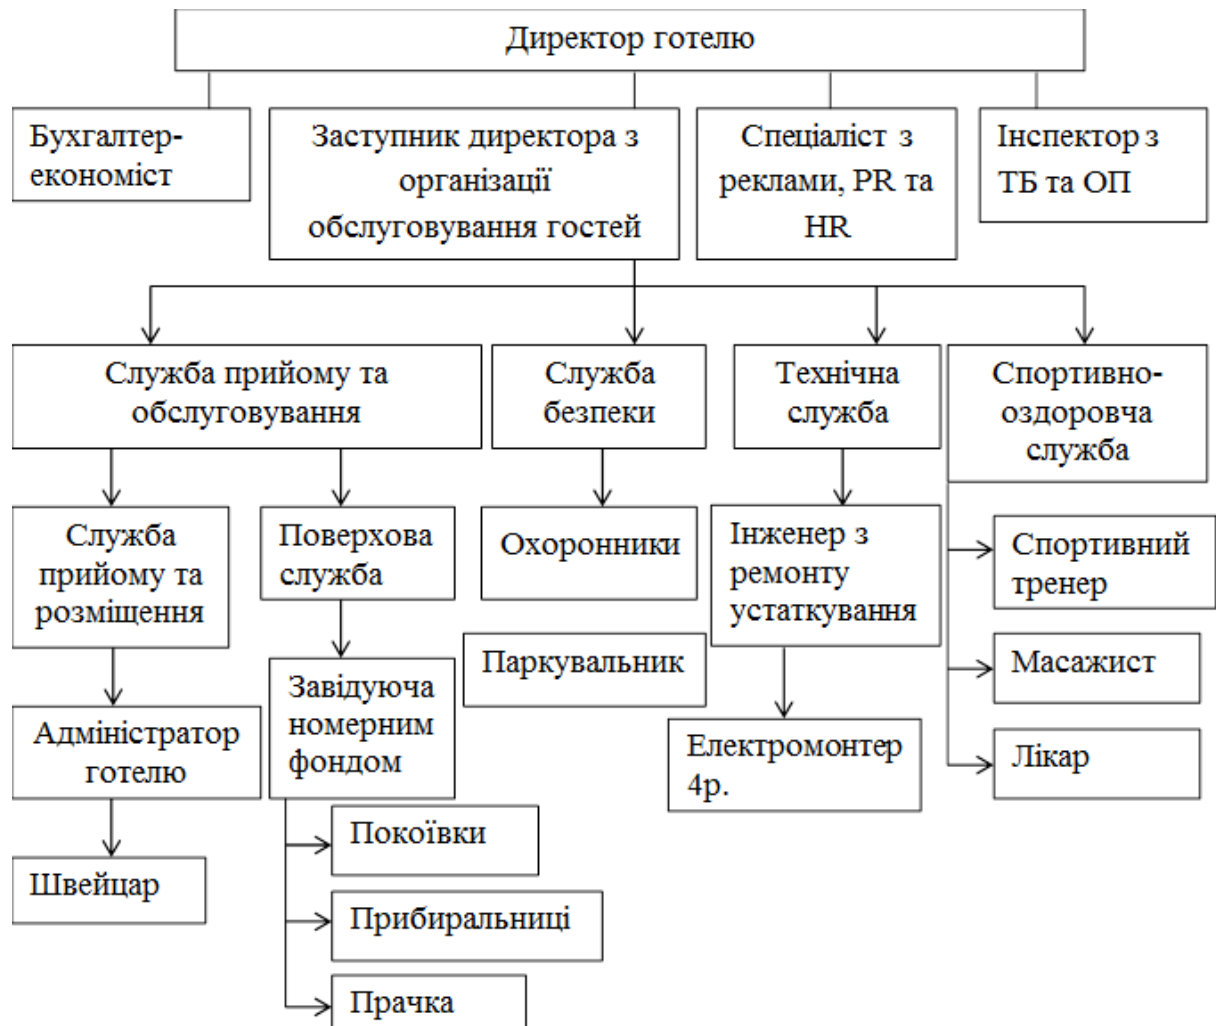 Директор готелю
Бухгалтер-
економіст
Заступник директора з
організації
обслуговування гостей
Спеціаліст з
реклами, PR та
HR
Інспектор з
ТБ та ОП
Служба прийому та
обслуговування
Служба
безпеки
Технічна
служба
Спортивно-
оздоровча
служба
Служба
прийому та
розміщення
Поверхова
служба
Охоронники
Інженер з
ремонту
устаткування
Спортивний
тренер
Паркувальник
Масажист
Адміністратор
готелю
Завідуюча
номерним
фондом
Електромонтер
4р.
Лікар
Швейцар
Покоївки
Прибиральниці
Прачка